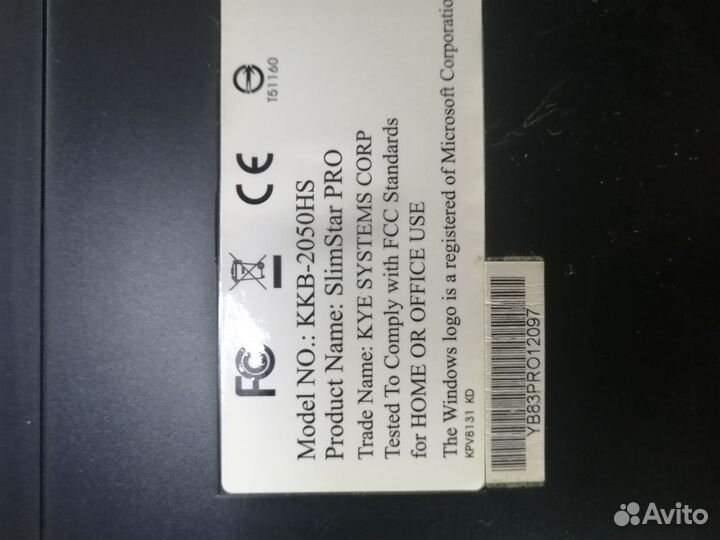 FC CE
T51160
Model NO.: KKB-2050HS
Product Name: SlimStar PRO
Trade Name: KYE SYSTEMS CORP
Tested To Comply with FCC Standards
for HOME OR OFFICE USE
The Windows logo is a registered of Microsoft Corporation
KPV8131 KD
YB83PRO12097
Avito